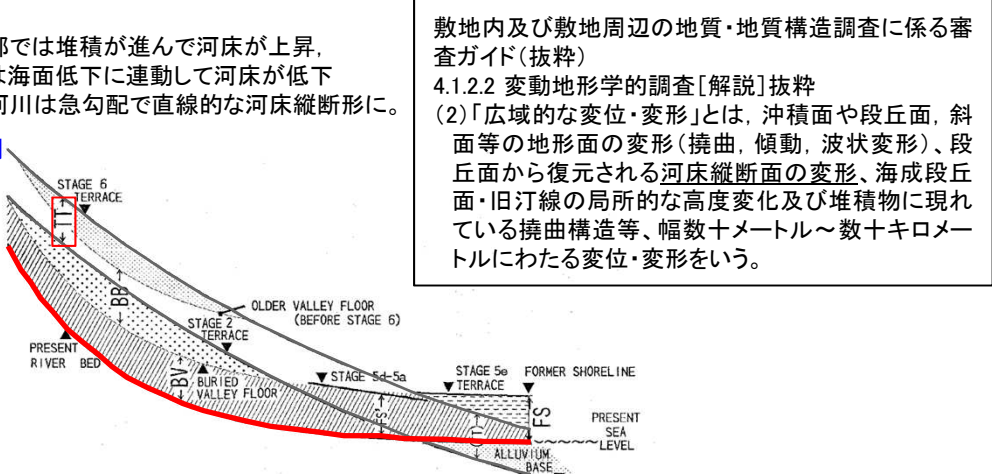 部では堆積が進んで河床が上昇,
は海面低下に連動して河床が低下
河川は急勾配で直線的な河床縦断形に。
敷地内及び敷地周辺の地質・地質構造調査に係る審
査ガイド(抜粋)
4.1.2.2 変動地形学的調査[解説]抜粋
(2)「広域的な変位・変形」とは, 沖積面や段丘面, 斜
面等の地形面の変形(撓曲, 傾動, 波状変形)、段
丘面から復元される河床縦断面の変形、海成段丘
面・旧汀線の局所的な高度変化及び堆積物に現れ
ている撓曲構造等、幅数十メートル～数十キロメー
トルにわたる変位・変形をいう。
STAGE 6
TERRACE
TT
BB
OLDER VALLEY FLOOR
(BEFORE STAGE 6)
STAGE 2
TERRACE
PRESENT
RIVER BED
BV
BURIED
VALLEY FLOOR
STAGE 5d-5a
STAGE 5e
TERRACE
FORMER SHORELINE
FS'
FS
PRESENT
SEA
LEVEL
ALLUVIUM
BASE